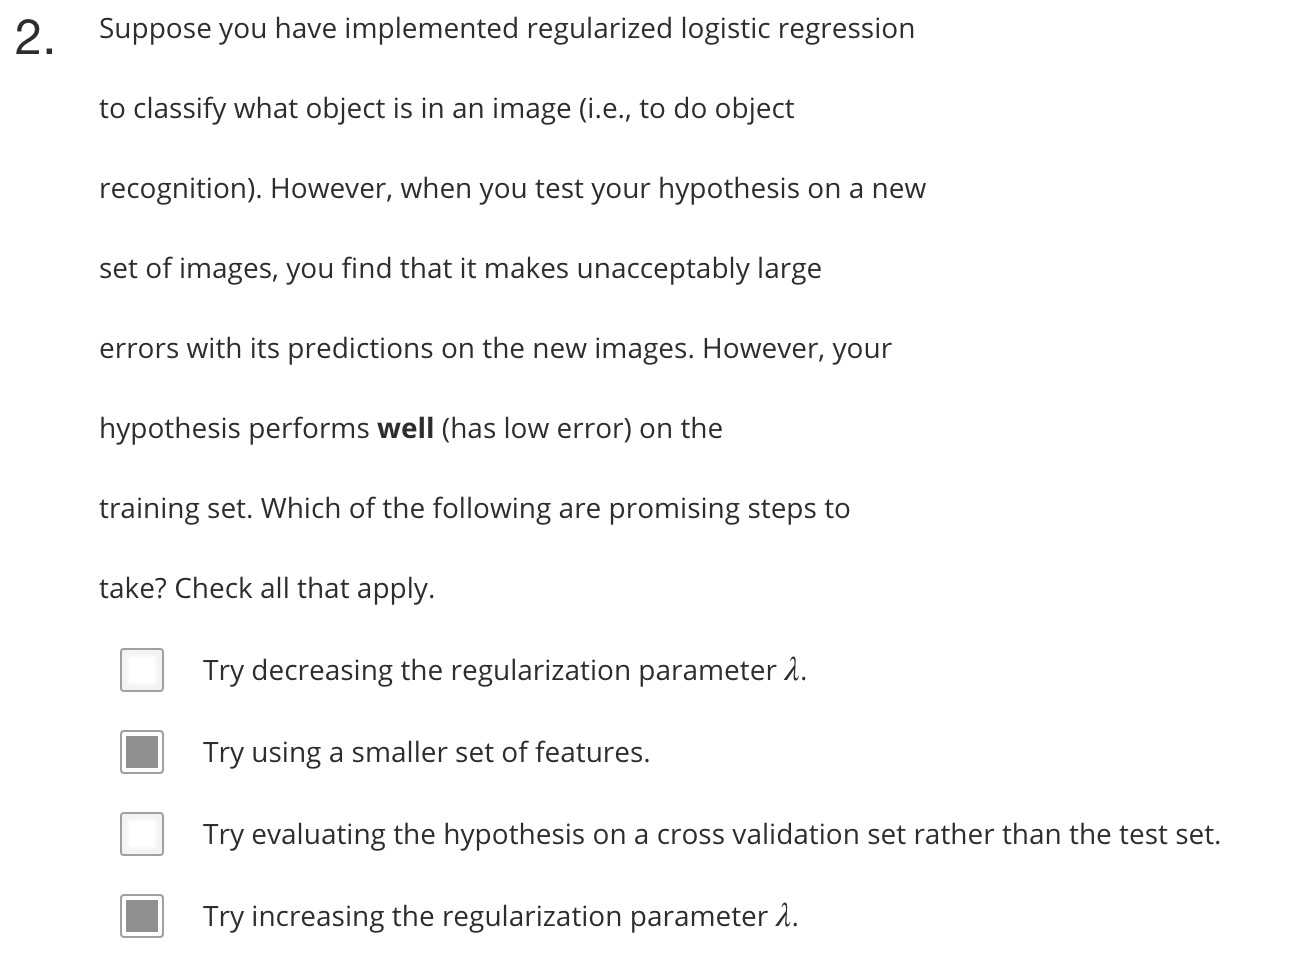 2. Suppose you have implemented regularized logistic regression
to classify what object is in an image (i.e., to do object
recognition). However, when you test your hypothesis on a new
set of images, you find that it makes unacceptably large
errors with its predictions on the new images. However, your
hypothesis performs well (has low error) on the
training set. Which of the following are promising steps to
take? Check all that apply.
Try decreasing the regularization parameter λ.
Try using a smaller set of features.
Try evaluating the hypothesis on a cross validation set rather than the test set.
Try increasing the regularization parameter λ.